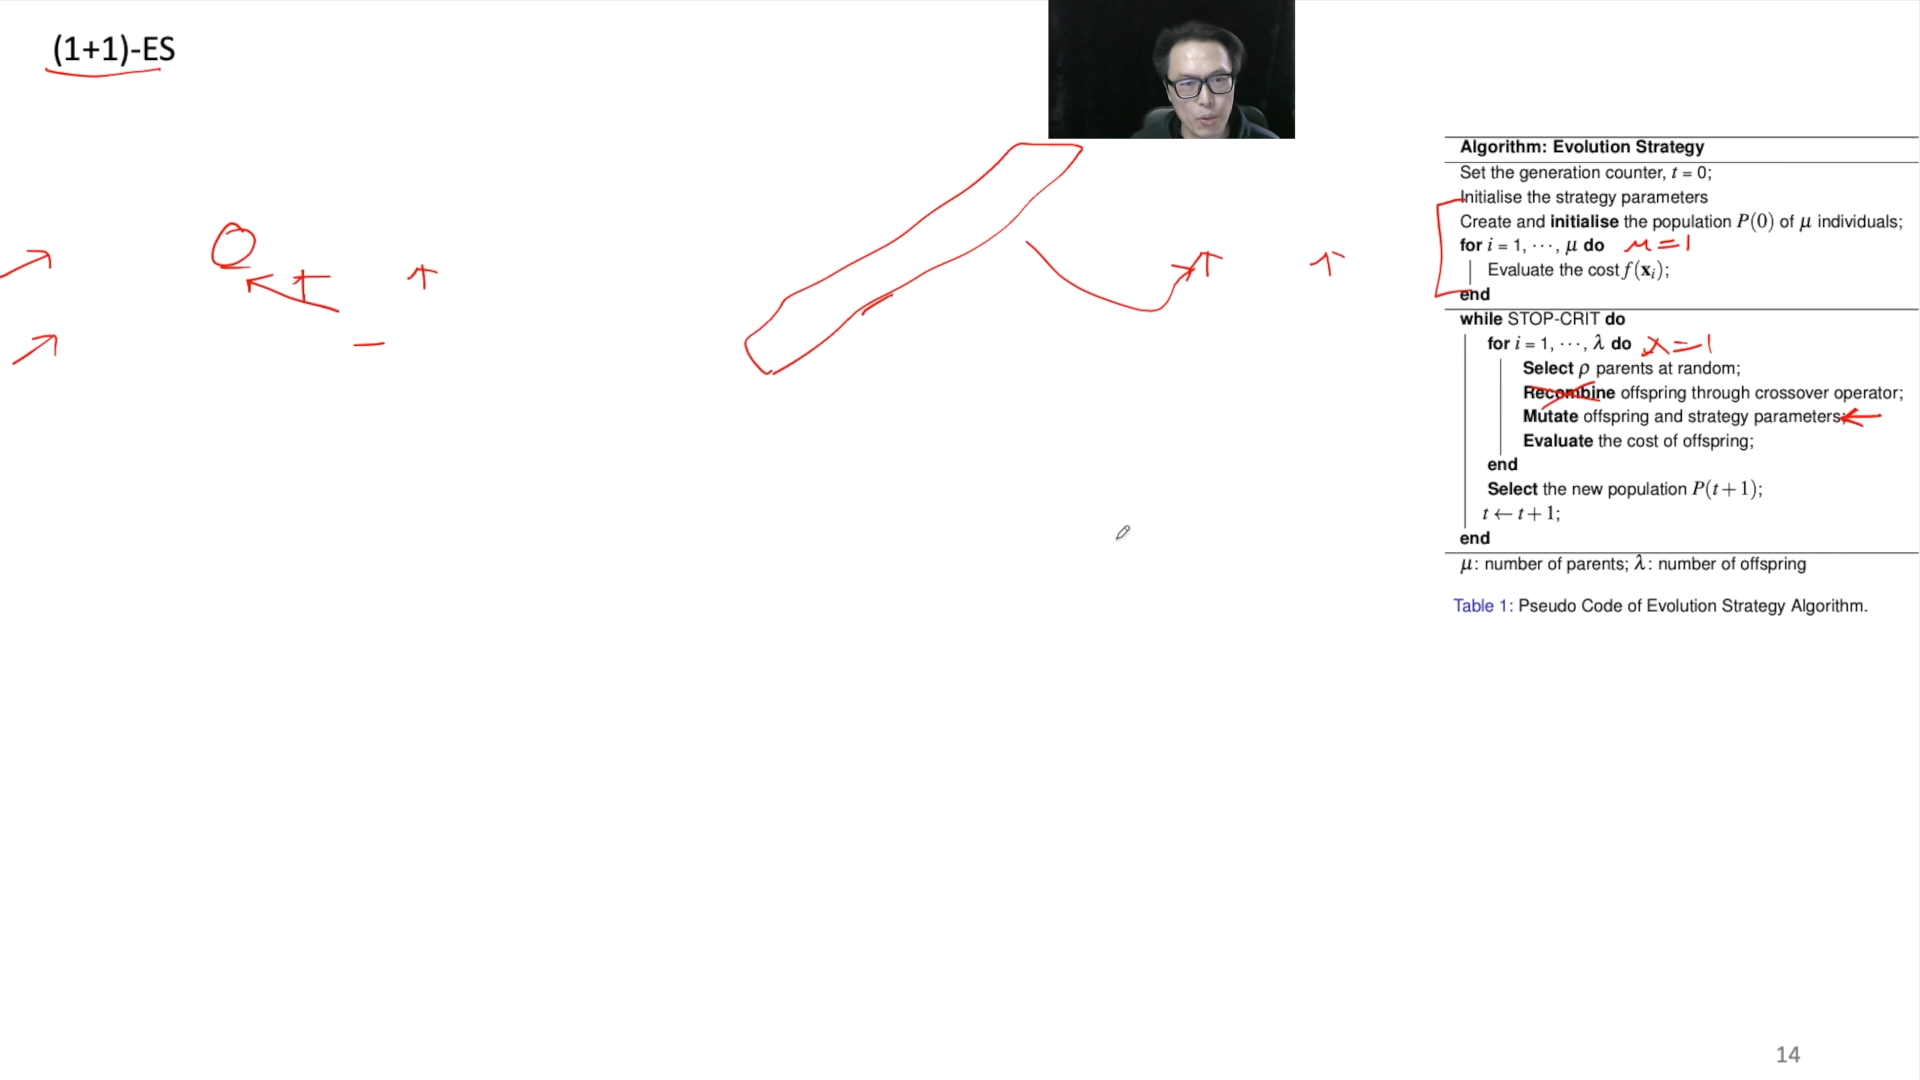 (1+1)-ES
Algorithm: Evolution Strategy
Set the generation counter, t = 0;
Initialise the strategy parameters
Create and initialise the population P(0) of μ individuals;
for i = 1, ⋯, μ do μ=1
Evaluate the cost f(xᵢ);
end
while STOP-CRIT do
for i = 1, ⋯, λ do λ=1
Select ρ parents at random;
Recombine offspring through crossover operator;
Mutate offspring and strategy parameters;
Evaluate the cost of offspring;
end
Select the new population P(t+1);
t ← t+1;
end
μ: number of parents; λ: number of offspring
Table 1: Pseudo Code of Evolution Strategy Algorithm.
14